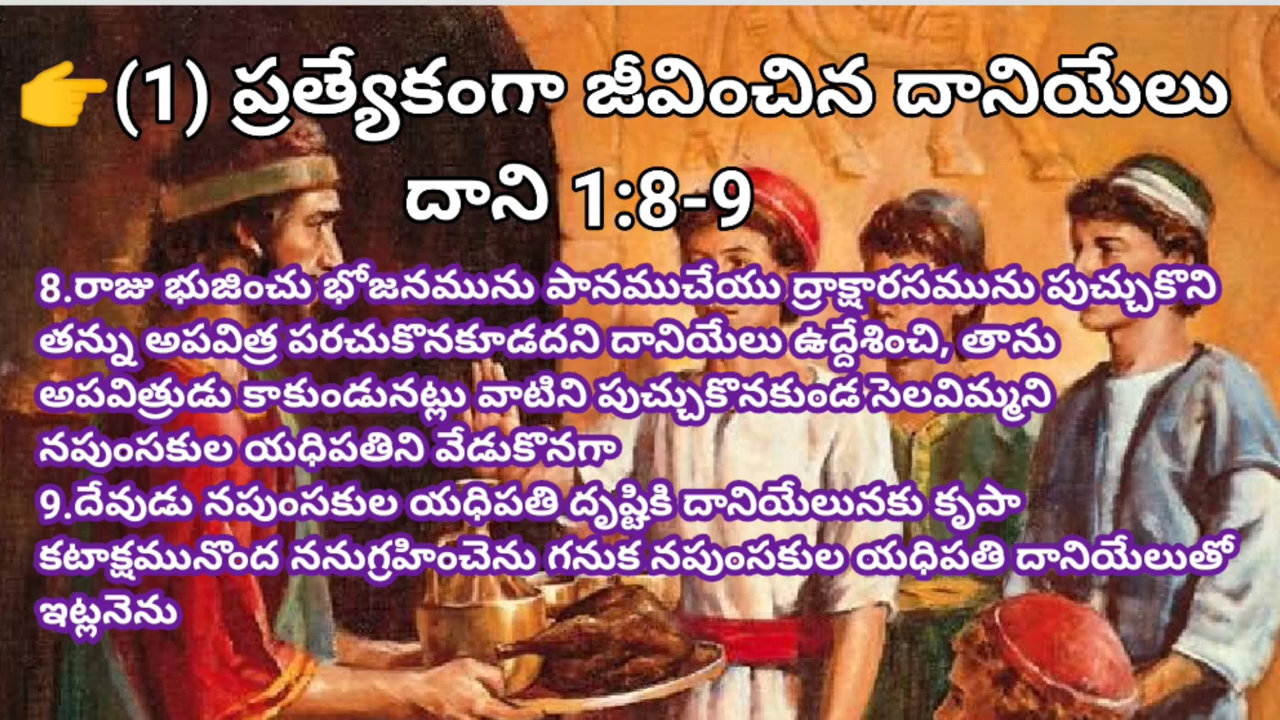 👉(1) ప్రత్యేకంగా జీవించిన దానియేలు
దాని 1:8-9
8.రాజు భుజించు భోజనమును పానముచేయు ద్రాక్షారసమును పుచ్చుకొని
తన్ను అపవిత్ర పరచుకొనకూడదని దానియేలు ఉద్దేశించి, తాను
అపవిత్రుడు కాకుండునట్లు వాటిని పుచ్చుకొనకుండ సెలవిమ్మని
నపుంసకుల యధిపతిని వేడుకొనగా
9.దేవుడు నపుంసకుల యధిపతి దృష్టికి దానియేలునకు కృపా
కటాక్షమునొంద ననుగ్రహించెను గనుక నపుంసకుల యధిపతి దానియేలుతో
ఇట్లనెను